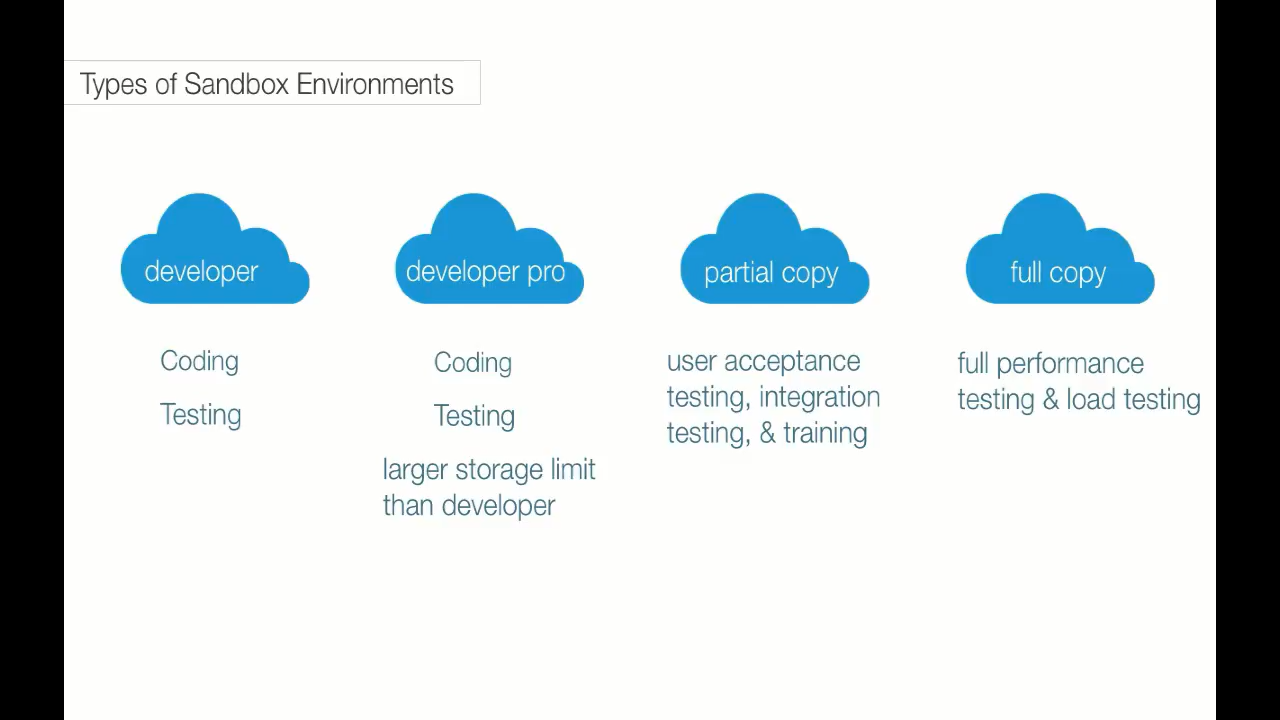 Types of Sandbox Environments
developer
Coding
Testing
developer pro
Coding
Testing
larger storage limit
than developer
partial copy
user acceptance
testing, integration
testing, & training
full copy
full performance
testing & load testing